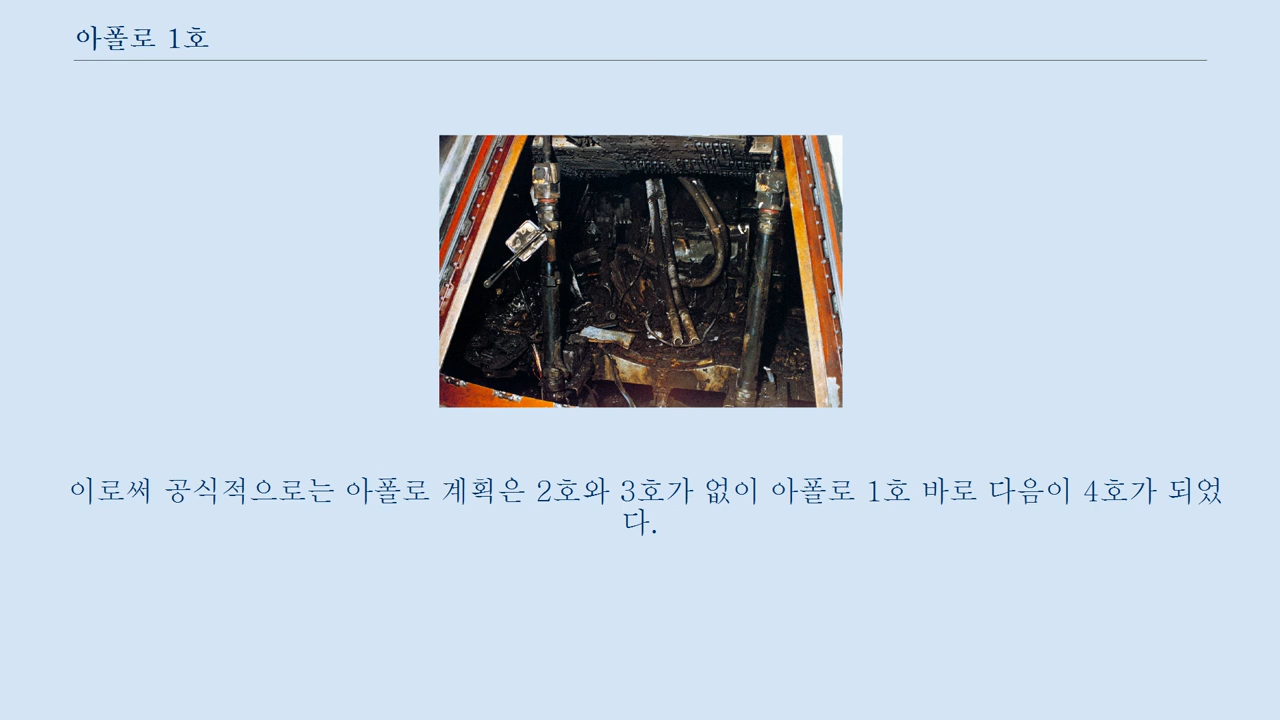 아폴로 1호
이로써 공식적으로는 아폴로 계획은 2호와 3호가 없이 아폴로 1호 바로 다음이 4호가 되었
다.